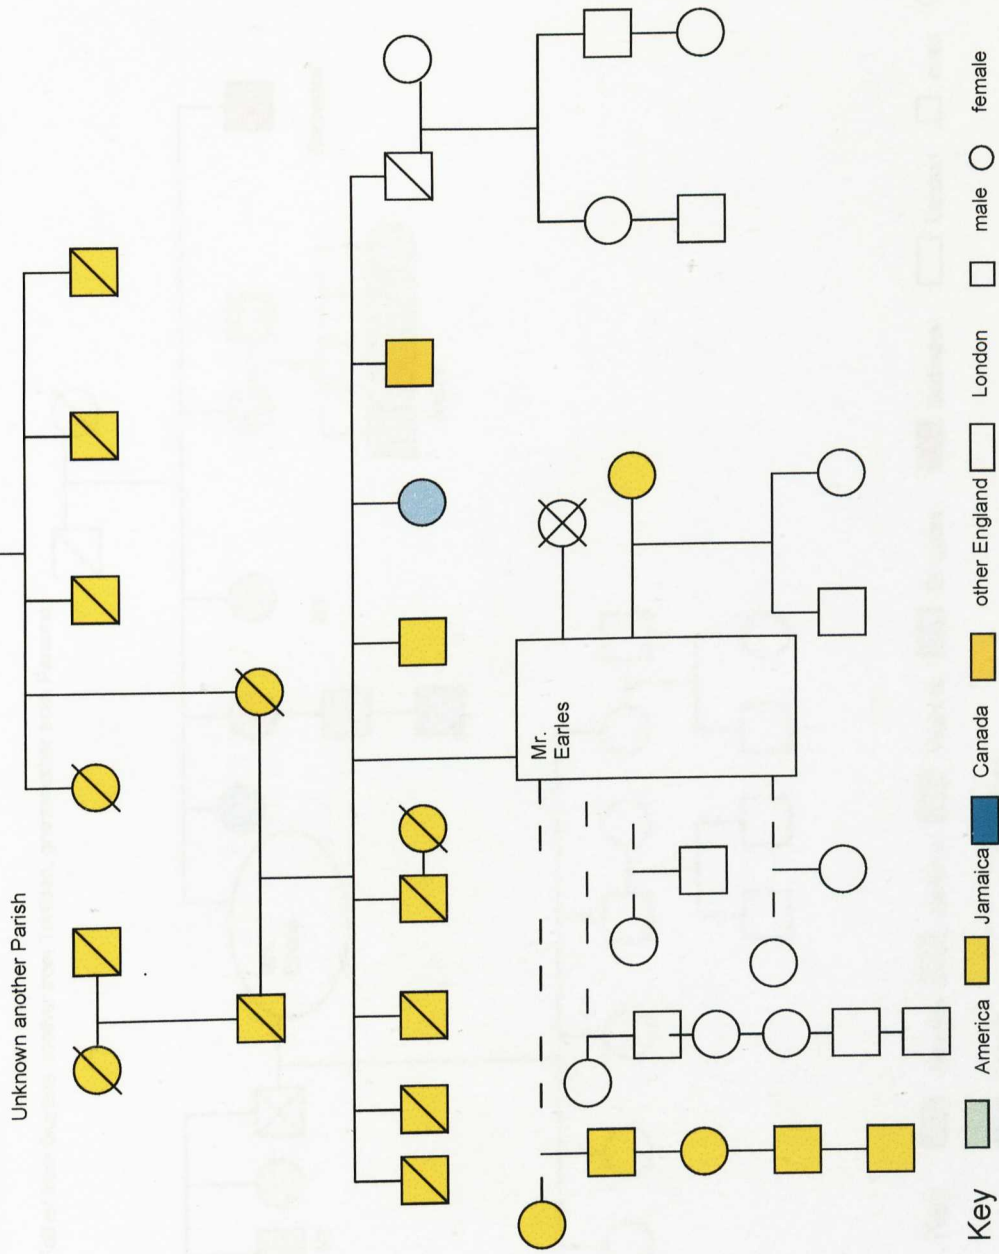 Unknown another Parish
Mr.
Earles
Key America Jamaica Canada other England London male female